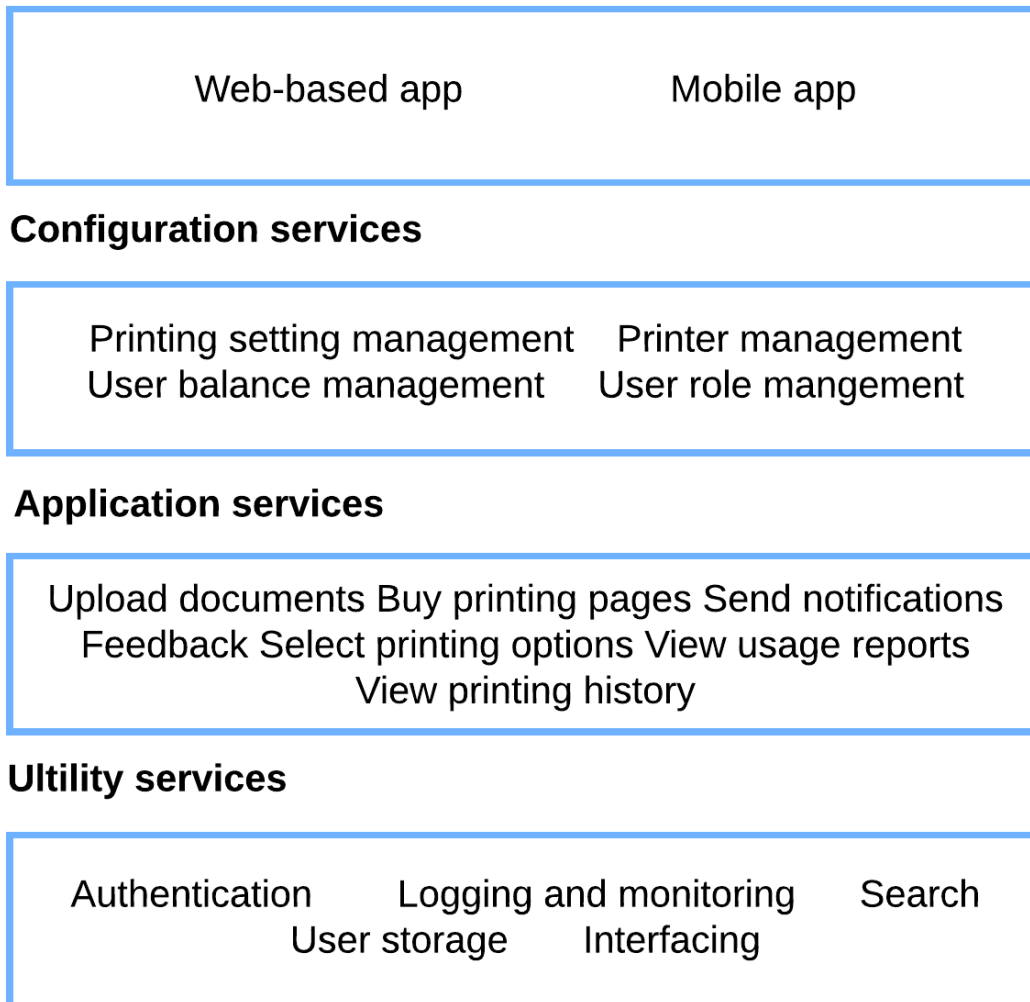 Web-based app Mobile app
Configuration services
Printing setting management Printer management
User balance management User role mangement
Application services
Upload documents Buy printing pages Send notifications
Feedback Select printing options View usage reports
View printing history
Ultility services
Authentication Logging and monitoring Search
User storage Interfacing